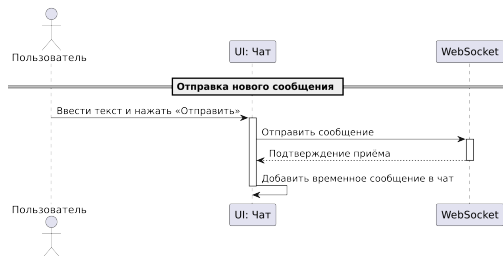 Пользователь
UI: Чат
WebSocket
Отправка нового сообщения
Ввести текст и нажать «Отправить»
Отправить сообщение
Подтверждение приёма
Добавить временное сообщение в чат
Пользователь
UI: Чат
WebSocket